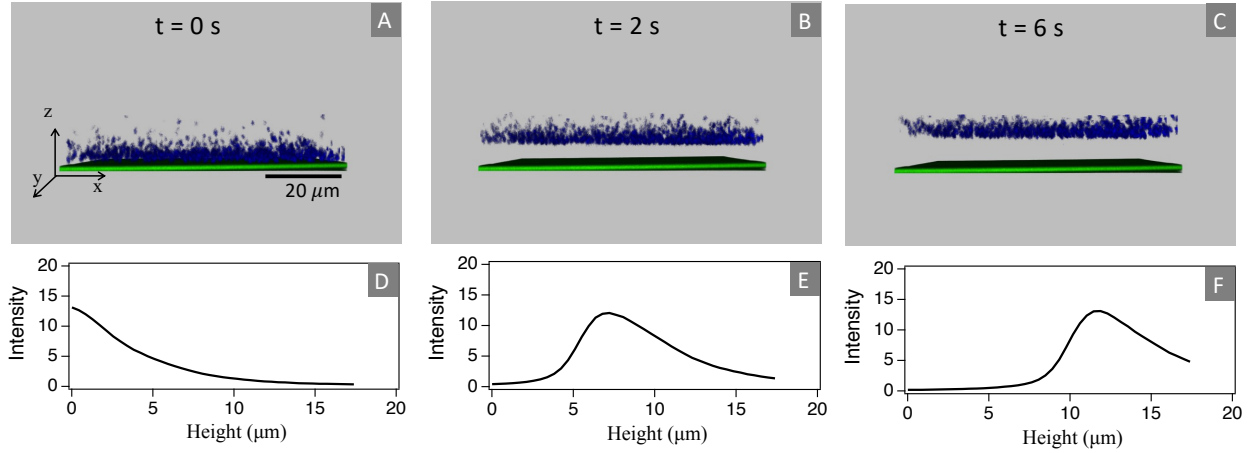 t = 0 s
A
z
y
x
20 μm
t = 2 s
B
t = 6 s
C
D
Intensity
20
15
10
5
0
0 5 10 15 20
Height (μm)
E
Intensity
20
15
10
5
0
0 5 10 15 20
Height (μm)
F
Intensity
20
15
10
5
0
0 5 10 15 20
Height (μm)